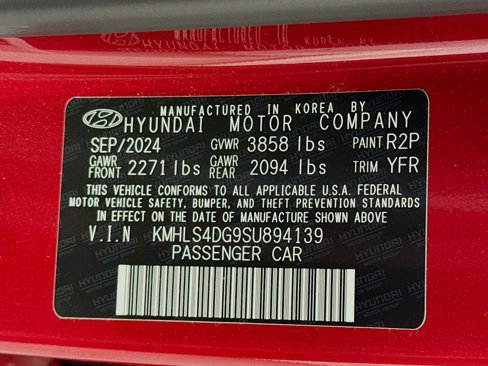 MANUFACTURED IN KOREA BY
HYUNDAI MOTOR COMPANY
SEP/2024 GVWR 3858 lbs PAINT R2P
GAWR FRONT 2271 lbs GAWR REAR 2094 lbs TRIM YFR
THIS VEHICLE CONFORMS TO ALL APPLICABLE U.S.A. FEDERAL
MOTOR VEHICLE SAFETY, BUMPER, AND THEFT PREVENTION STANDARDS
IN EFFECT ON THE DATE OF MANUFACTURE SHOWN ABOVE.
V.I.N KMHLS4DG9SU894139
PASSENGER CAR